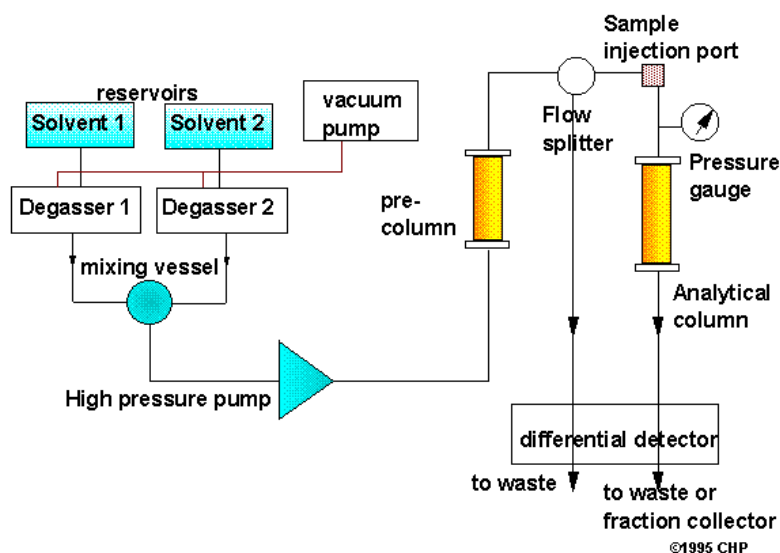 Sample
injection port
reservoirs
Solvent 1
Solvent 2
vacuum
pump
Flow
splitter
Pressure
gauge
pre-
column
Degasser 1
Degasser 2
mixing vessel
Analytical
column
High pressure pump
differential detector
to waste
to waste or
fraction collector
©1995 CHP